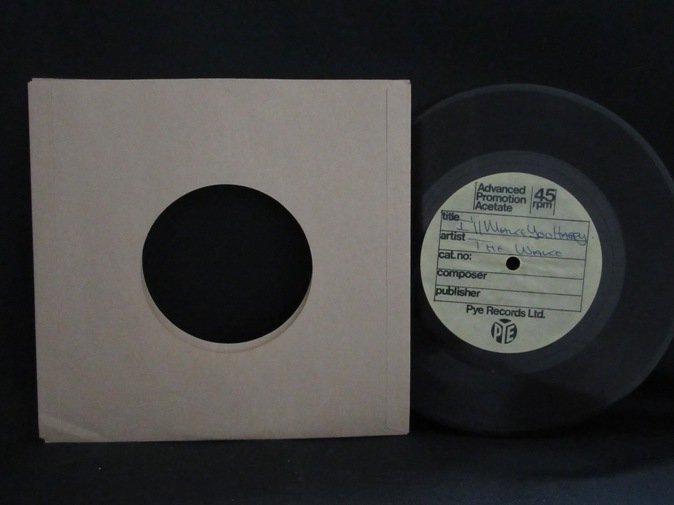 Advanced
Promotion
Acetate
45
rpm
title I'll Make You Happy
artist The Wake
cat.no:
composer
publisher
Pye Records Ltd.
PYE